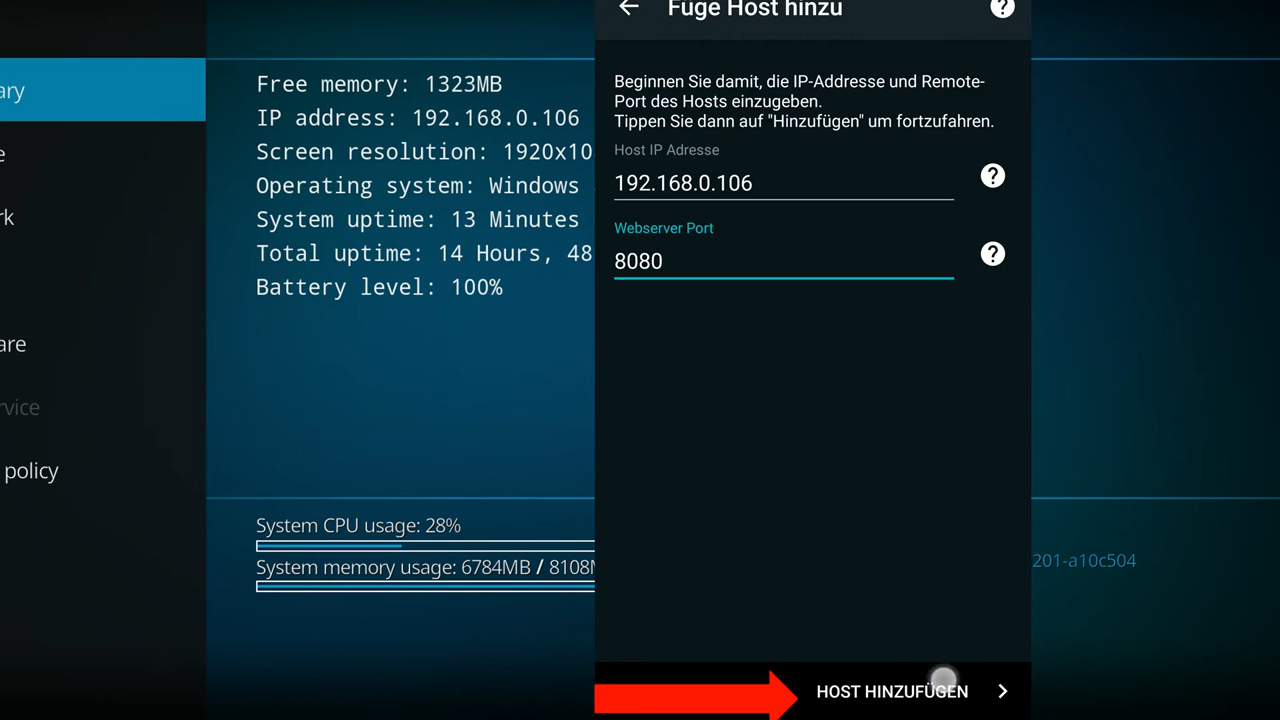 ary
e
rk
are
rvice
policy
Free memory: 1323MB
IP address: 192.168.0.106
Screen resolution: 1920x10
Operating system: Windows
System uptime: 13 Minutes
Total uptime: 14 Hours, 48
Battery level: 100%
System CPU usage: 28%
System memory usage: 6784MB / 8108M
Füge Host hinzu
?
Beginnen Sie damit, die IP-Addresse und Remote-
Port des Hosts einzugeben.
Tippen Sie dann auf "Hinzufügen" um fortzufahren.
Host IP Adresse
192.168.0.106
?
Webserver Port
8080
?
HOST HINZUFÜGEN
201-a10c504